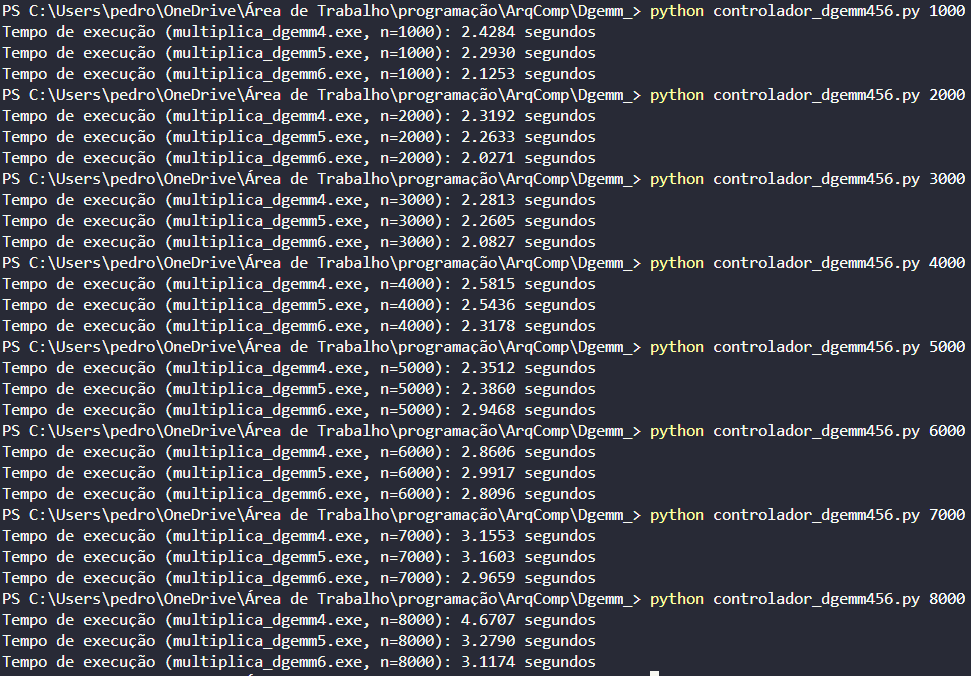 PS C:\Users\pedro\OneDrive\Área de Trabalho\programação\ArqComp\Dgemm_> python controlador_dgemm456.py 1000
Tempo de execução (multiplica_dgemm4.exe, n=1000): 2.4284 segundos
Tempo de execução (multiplica_dgemm5.exe, n=1000): 2.2930 segundos
Tempo de execução (multiplica_dgemm6.exe, n=1000): 2.1253 segundos
PS C:\Users\pedro\OneDrive\Área de Trabalho\programação\ArqComp\Dgemm_> python controlador_dgemm456.py 2000
Tempo de execução (multiplica_dgemm4.exe, n=2000): 2.3192 segundos
Tempo de execução (multiplica_dgemm5.exe, n=2000): 2.2633 segundos
Tempo de execução (multiplica_dgemm6.exe, n=2000): 2.0271 segundos
PS C:\Users\pedro\OneDrive\Área de Trabalho\programação\ArqComp\Dgemm_> python controlador_dgemm456.py 3000
Tempo de execução (multiplica_dgemm4.exe, n=3000): 2.2813 segundos
Tempo de execução (multiplica_dgemm5.exe, n=3000): 2.2605 segundos
Tempo de execução (multiplica_dgemm6.exe, n=3000): 2.0827 segundos
PS C:\Users\pedro\OneDrive\Área de Trabalho\programação\ArqComp\Dgemm_> python controlador_dgemm456.py 4000
Tempo de execução (multiplica_dgemm4.exe, n=4000): 2.5815 segundos
Tempo de execução (multiplica_dgemm5.exe, n=4000): 2.5436 segundos
Tempo de execução (multiplica_dgemm6.exe, n=4000): 2.3178 segundos
PS C:\Users\pedro\OneDrive\Área de Trabalho\programação\ArqComp\Dgemm_> python controlador_dgemm456.py 5000
Tempo de execução (multiplica_dgemm4.exe, n=5000): 2.3512 segundos
Tempo de execução (multiplica_dgemm5.exe, n=5000): 2.3860 segundos
Tempo de execução (multiplica_dgemm6.exe, n=5000): 2.9468 segundos
PS C:\Users\pedro\OneDrive\Área de Trabalho\programação\ArqComp\Dgemm_> python controlador_dgemm456.py 6000
Tempo de execução (multiplica_dgemm4.exe, n=6000): 2.8606 segundos
Tempo de execução (multiplica_dgemm5.exe, n=6000): 2.9917 segundos
Tempo de execução (multiplica_dgemm6.exe, n=6000): 2.8096 segundos
PS C:\Users\pedro\OneDrive\Área de Trabalho\programação\ArqComp\Dgemm_> python controlador_dgemm456.py 7000
Tempo de execução (multiplica_dgemm4.exe, n=7000): 3.1553 segundos
Tempo de execução (multiplica_dgemm5.exe, n=7000): 3.1603 segundos
Tempo de execução (multiplica_dgemm6.exe, n=7000): 2.9659 segundos
PS C:\Users\pedro\OneDrive\Área de Trabalho\programação\ArqComp\Dgemm_> python controlador_dgemm456.py 8000
Tempo de execução (multiplica_dgemm4.exe, n=8000): 4.6707 segundos
Tempo de execução (multiplica_dgemm5.exe, n=8000): 3.2790 segundos
Tempo de execução (multiplica_dgemm6.exe, n=8000): 3.1174 segundos